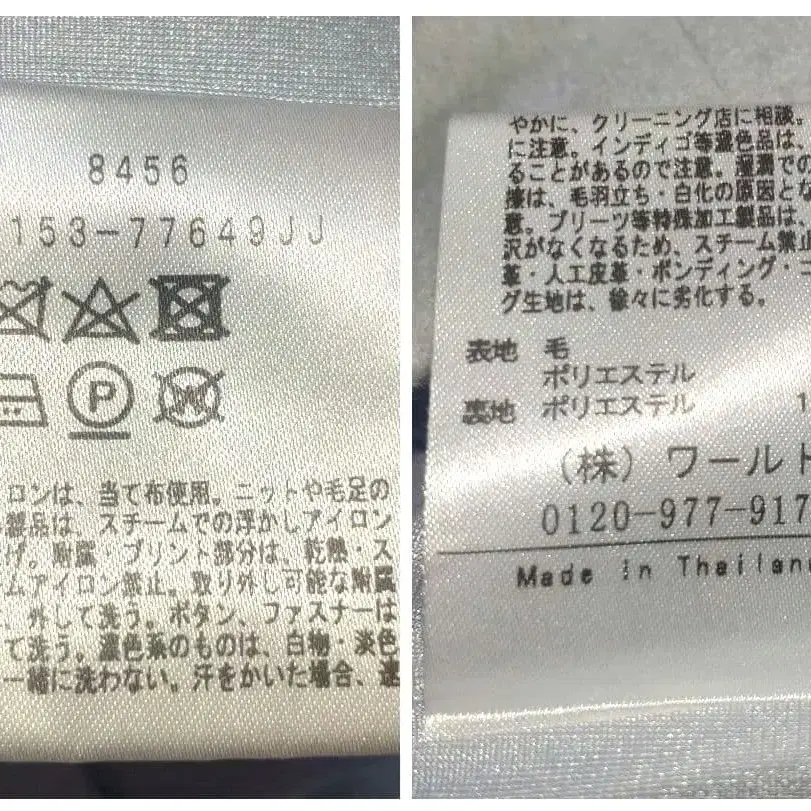 8456
153-77649JJ
P
W
ロンは、当て布使用。ニットや毛足の
製品は、スチームでの浮かしアイロン
げ。附属・プリント部分は、乾熱・ス
ムアイロン禁止。取り外し可能な附属
、外して洗う。ボタン、ファスナーは
て洗う。濃色系のものは、白物・淡色
一緒に洗わない。汗をかいた場合、速
やかに、クリーニング店に相談。
に注意。インディゴ等濃色品は、
ることがあるので注意。湿潤での
擦は、毛羽立ち・白化の原因とな
意。プリーツ等特殊加工製品は、
沢がなくなるため、スチーム禁止
革・人工皮革・ボンディング・コ
グ生地は、徐々に劣化する。
表地 毛
ポリエステル
裏地 ポリエステル 1
(株)ワールド
0120-977-917
Made in Thailand